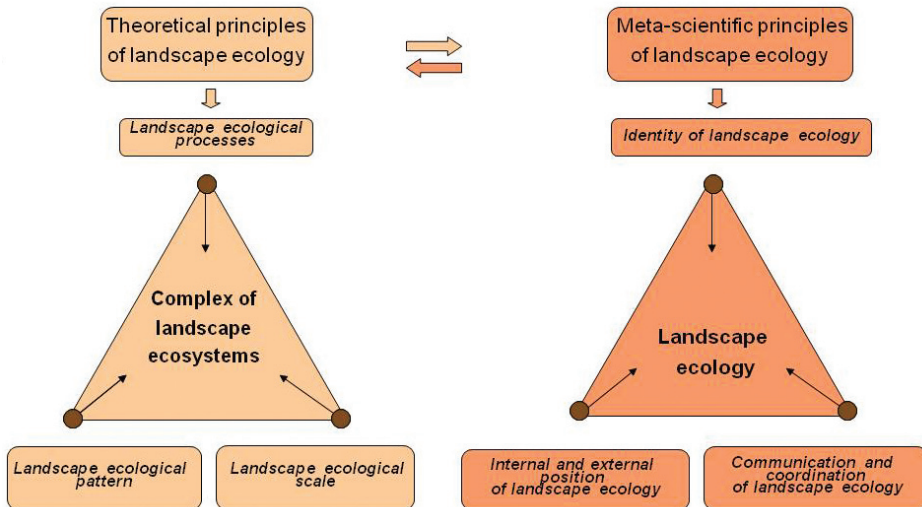 Theoretical principles
of landscape ecology
Meta-scientific principles
of landscape ecology
Landscape ecological
processes
Identity of landscape ecology
Complex of
landscape
ecosystems
Landscape
ecology
Landscape ecological
pattern
Landscape ecological
scale
Internal and external
position
of landscape ecology
Communication and
coordination
of landscape ecology